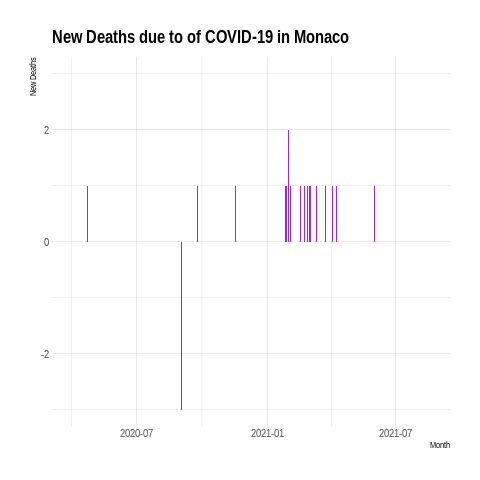 New Deaths due to of COVID-19 in Monaco
New Deaths
2
0
-2
2020-07
2021-01
2021-07
Month